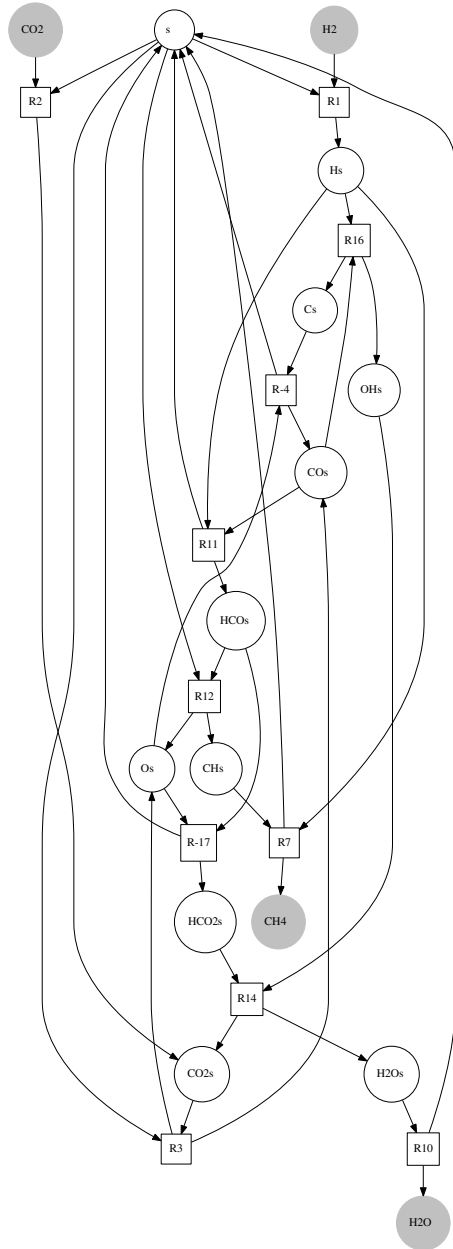 CO2
s
H2
R2
R1
Hs
R16
Cs
R-4
OHs
COs
R11
HCOs
R12
Os
CHs
R-17
R7
HCO2s
CH4
R14
CO2s
H2Os
R3
R10
H2O